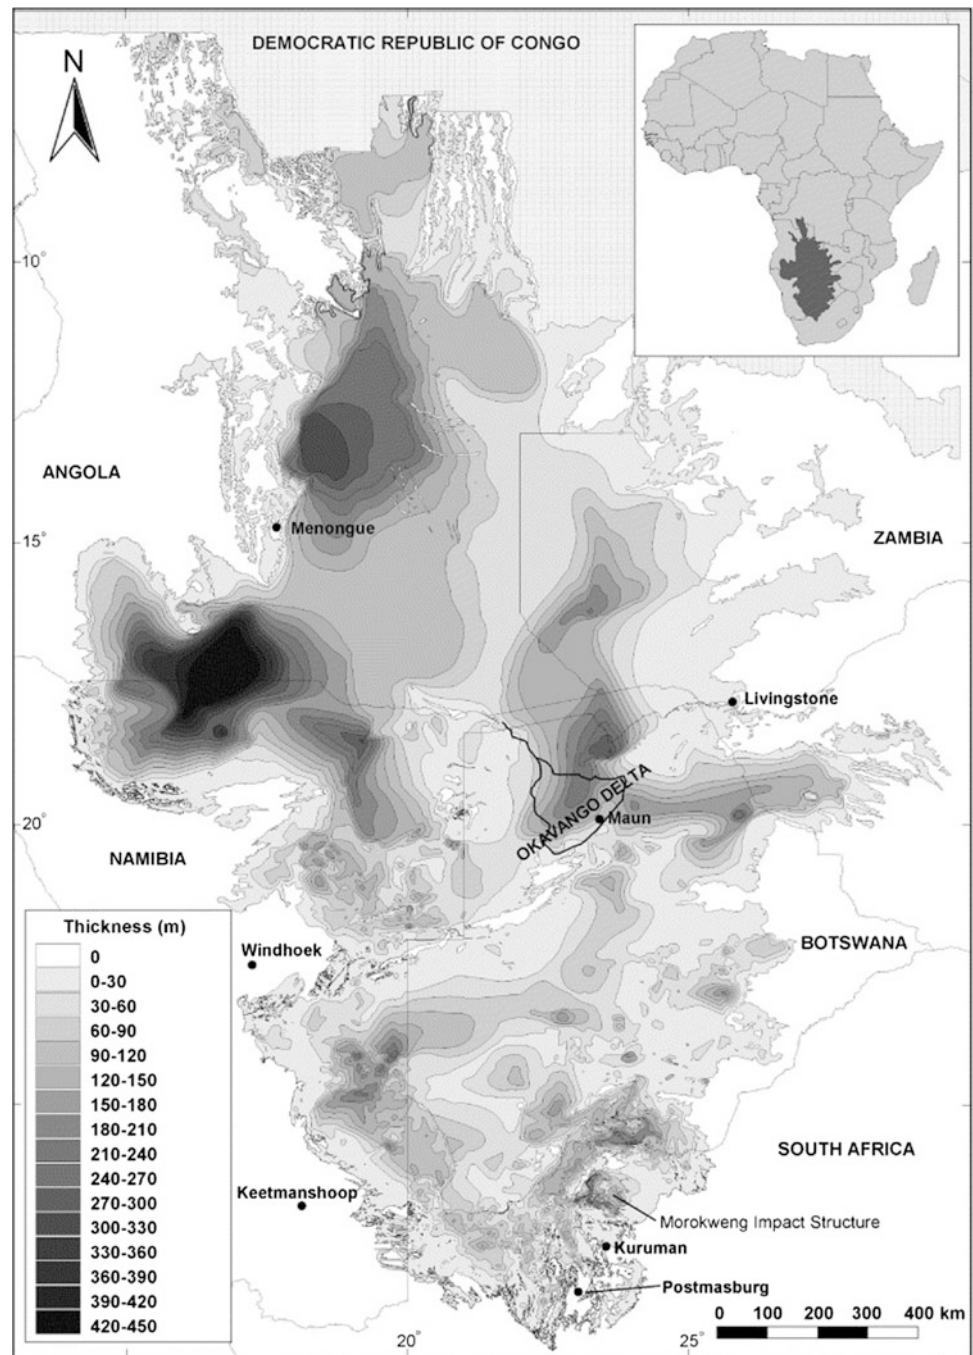 DEMOCRATIC REPUBLIC OF CONGO
N
10°
ANGOLA
Menongue
15°
ZAMBIA
Livingstone
OKAVANGO DELTA
Maun
20°
NAMIBIA
Thickness (m)
0
0-30
30-60
60-90
90-120
120-150
150-180
180-210
210-240
240-270
270-300
300-330
330-360
360-390
390-420
420-450
Windhoek
BOTSWANA
SOUTH AFRICA
Keetmanshoop
Morokweng Impact Structure
Kuruman
Postmasburg
0 100 200 300 400 km
20°
25°